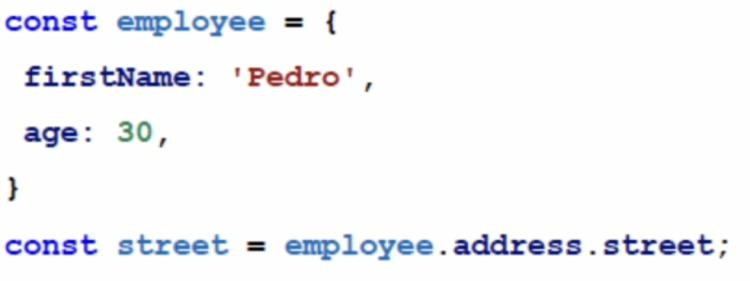 const employee = {
 firstName: 'Pedro',
 age: 30,
}
const street = employee.address.street;